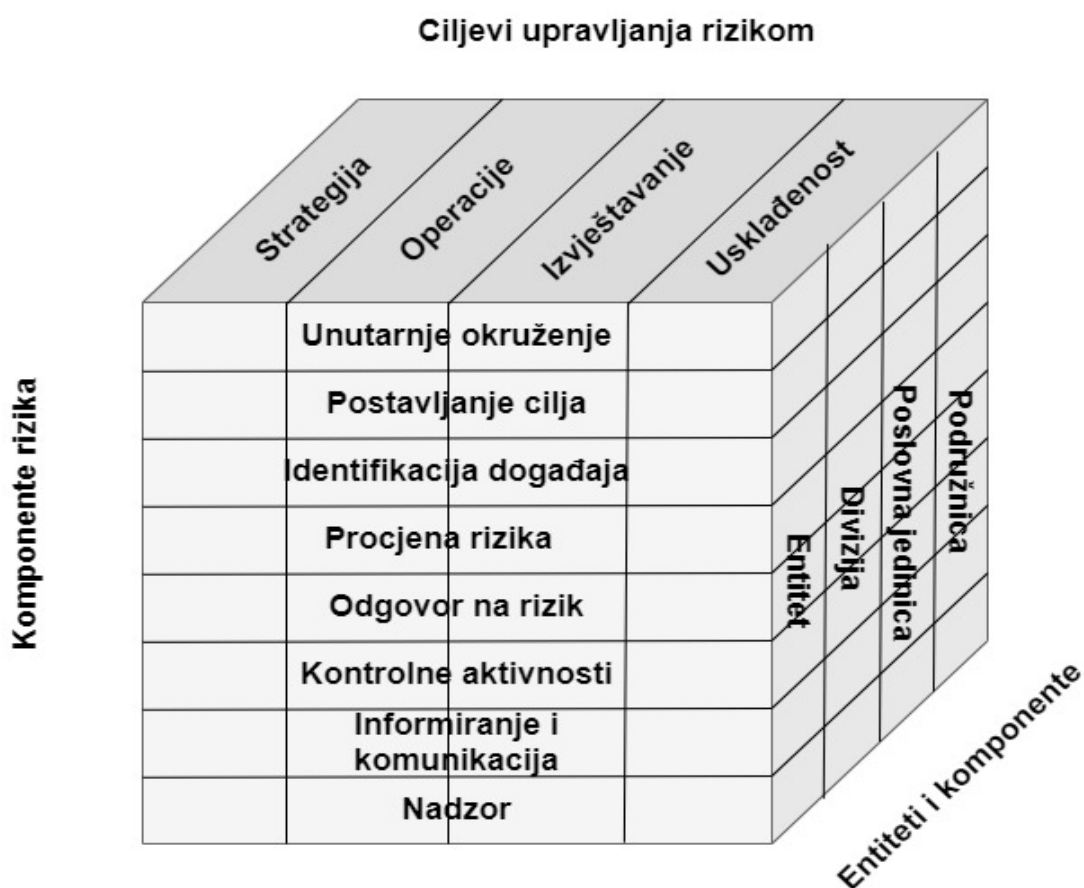 Ciljevi upravljanja rizikom
Strategija
Operacije
Izvještavanje
Usklađenost
Komponente rizika
Unutarnje okruženje
Postavljanje cilja
Identifikacija događaja
Procjena rizika
Odgovor na rizik
Kontrolne aktivnosti
Informiranje i
komunikacija
Nadzor
Entitet
Divizija
Poslovna jedinica
Podružnica
Entiteti i komponente